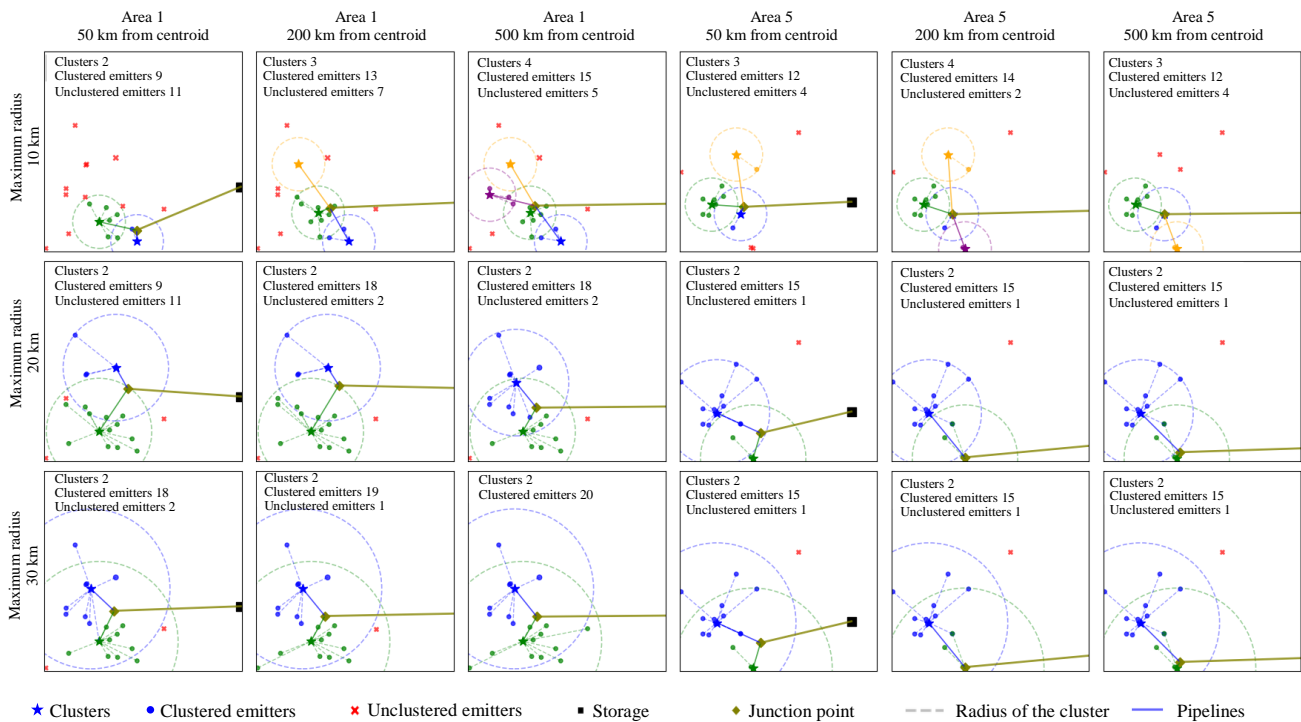 Area 1
50 km from centroid
Area 1
200 km from centroid
Area 1
500 km from centroid
Area 5
50 km from centroid
Area 5
200 km from centroid
Area 5
500 km from centroid
Maximum radius
10 km
Clusters 2
Clustered emitters 9
Unclustered emitters 11
Clusters 3
Clustered emitters 13
Unclustered emitters 7
Clusters 4
Clustered emitters 15
Unclustered emitters 5
Clusters 3
Clustered emitters 12
Unclustered emitters 4
Clusters 4
Clustered emitters 14
Unclustered emitters 2
Clusters 3
Clustered emitters 12
Unclustered emitters 4
Maximum radius
20 km
Clusters 2
Clustered emitters 9
Unclustered emitters 11
Clusters 2
Clustered emitters 18
Unclustered emitters 2
Clusters 2
Clustered emitters 18
Unclustered emitters 2
Clusters 2
Clustered emitters 15
Unclustered emitters 1
Clusters 2
Clustered emitters 15
Unclustered emitters 1
Clusters 2
Clustered emitters 15
Unclustered emitters 1
Maximum radius
30 km
Clusters 2
Clustered emitters 18
Unclustered emitters 2
Clusters 2
Clustered emitters 19
Unclustered emitters 1
Clusters 2
Clustered emitters 20
Clusters 2
Clustered emitters 15
Unclustered emitters 1
Clusters 2
Clustered emitters 15
Unclustered emitters 1
Clusters 2
Clustered emitters 15
Unclustered emitters 1
Clusters
Clustered emitters
Unclustered emitters
Storage
Junction point
Radius of the cluster
Pipelines